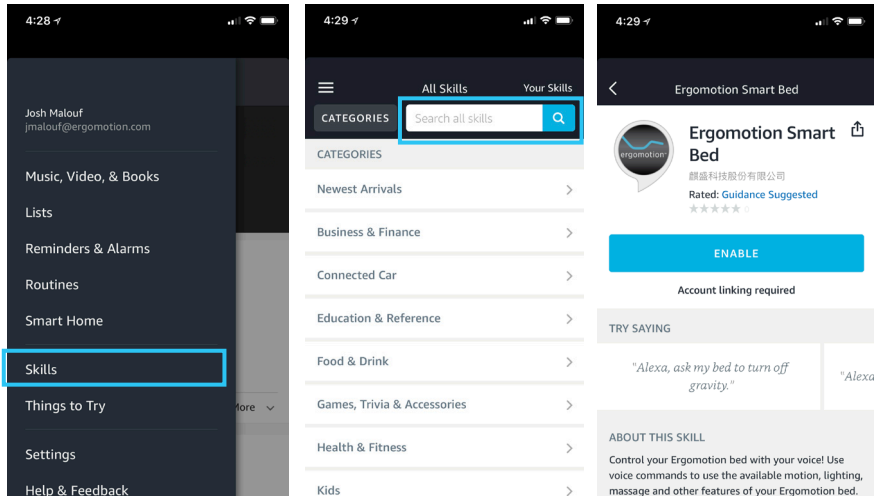 4:28
Josh Malouf
jmalouf@ergomotion.com
Music, Video, & Books
Lists
Reminders & Alarms
Routines
Smart Home
Skills
Things to Try
Settings
Help & Feedback
More
4:29
All Skills
Your Skills
CATEGORIES
Search all skills
CATEGORIES
Newest Arrivals
Business & Finance
Connected Car
Education & Reference
Food & Drink
Games, Trivia & Accessories
Health & Fitness
Kids
4:29
Ergomotion Smart Bed
ergomotion
Ergomotion Smart
Bed
麒盛科技股份有限公司
Rated: Guidance Suggested
ENABLE
Account linking required
TRY SAYING
"Alexa, ask my bed to turn off
gravity."
"Alexa
ABOUT THIS SKILL
Control your Ergomotion bed with your voice! Use
voice commands to use the available motion, lighting,
massage and other features of your Ergomotion bed.